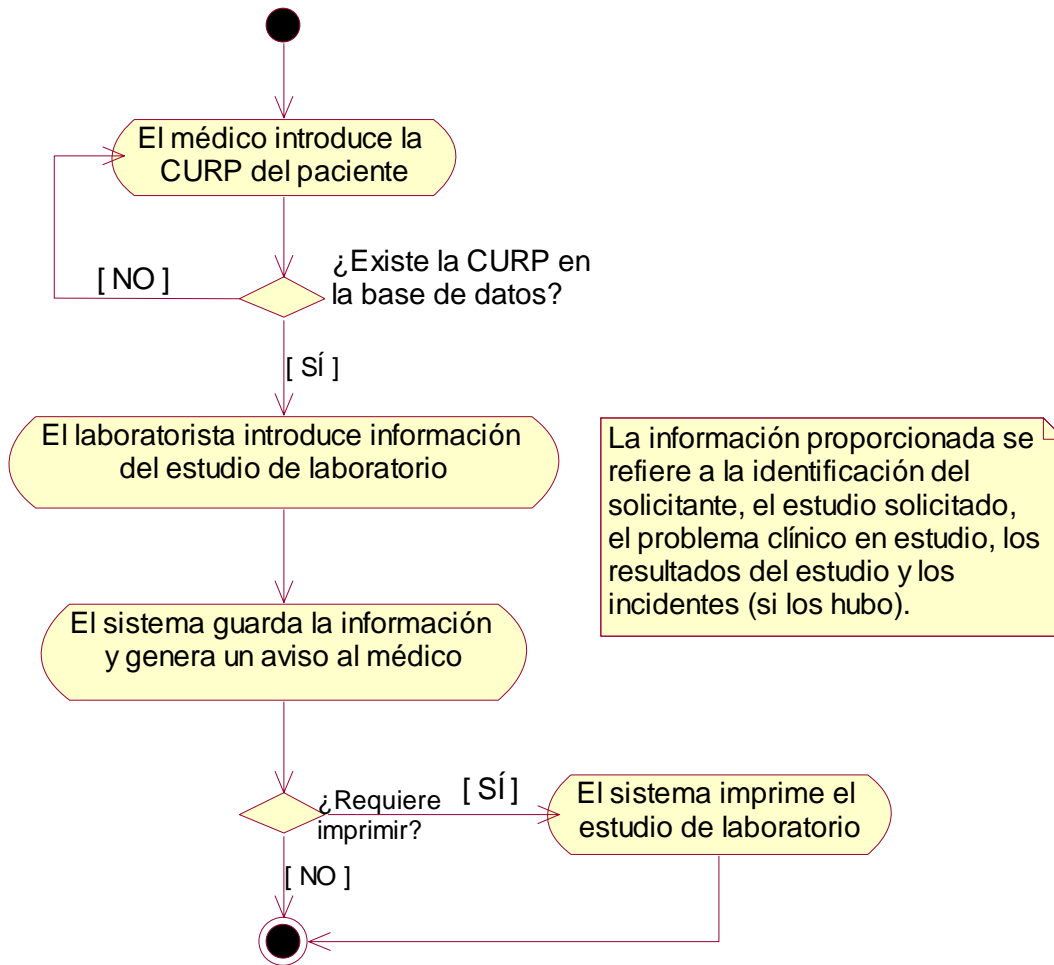 El médico introduce la
CURP del paciente
¿Existe la CURP en
la base de datos?
[ NO ]
[ SÍ ]
El laboratorista introduce información
del estudio de laboratorio
La información proporcionada se
refiere a la identificación del
solicitante, el estudio solicitado,
el problema clínico en estudio, los
resultados del estudio y los
incidentes (si los hubo).
El sistema guarda la información
y genera un aviso al médico
¿Requiere
imprimir?
[ SÍ ]
El sistema imprime el
estudio de laboratorio
[ NO ]